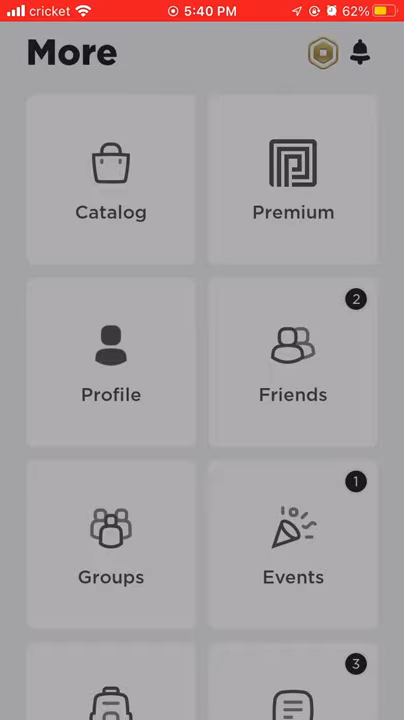 cricket 5:40 PM 62%
More
Catalog Premium
2
Profile Friends
1
Groups Events
3